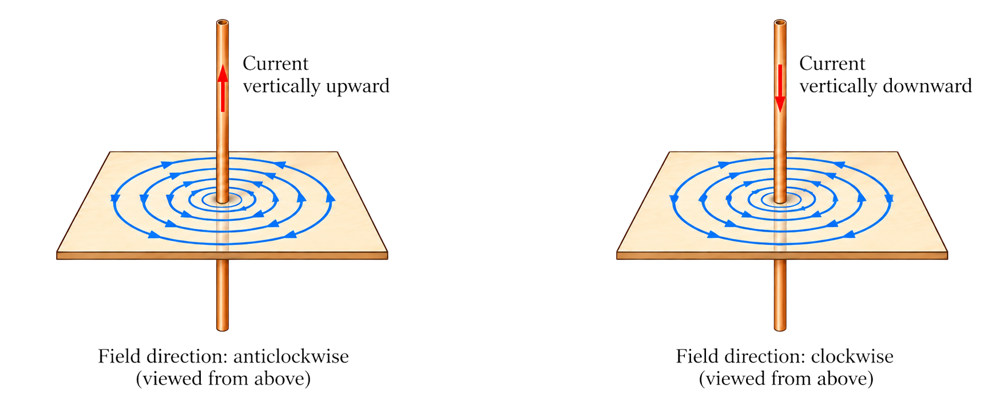 Current
vertically upward
Field direction: anticlockwise
(viewed from above)
Current
vertically downward
Field direction: clockwise
(viewed from above)